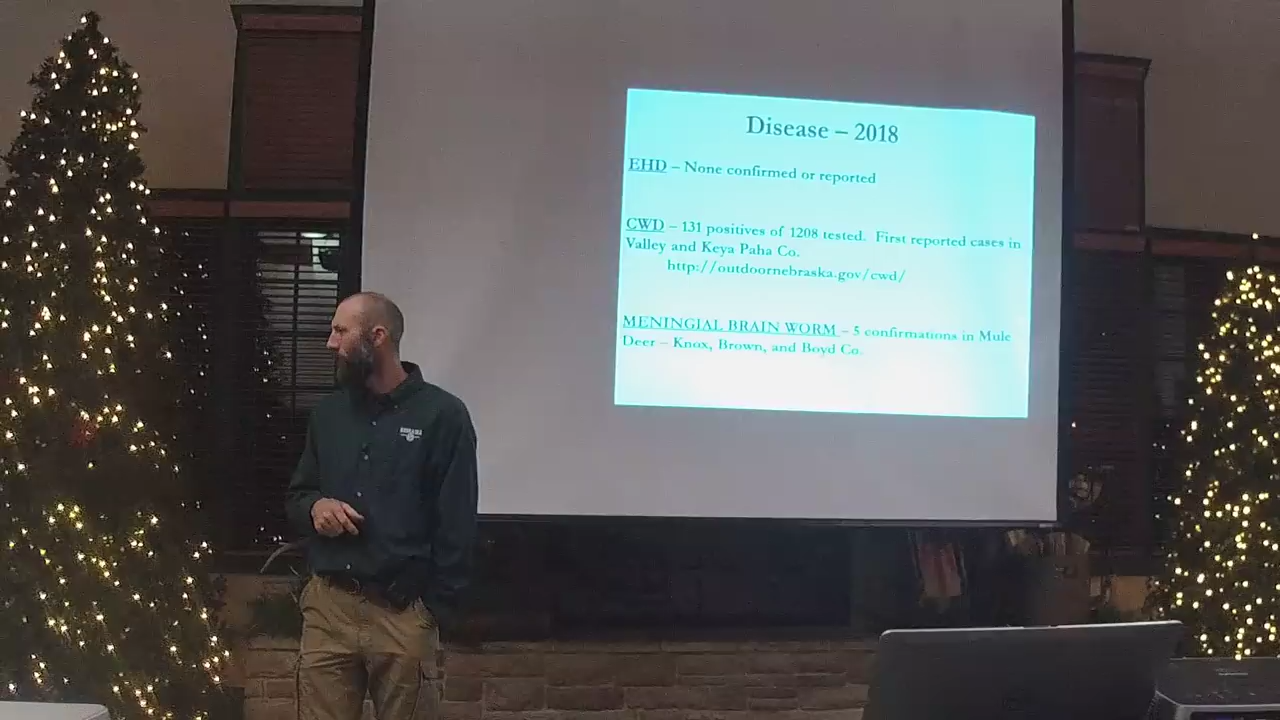 Disease – 2018
EHD – None confirmed or reported
CWD – 131 positives of 1208 tested. First reported cases in
Valley and Keya Paha Co.
http://outdoornebraska.gov/cwd/
MENINGIAL BRAIN WORM – 5 confirmations in Mule
Deer – Knox, Brown, and Boyd Co.